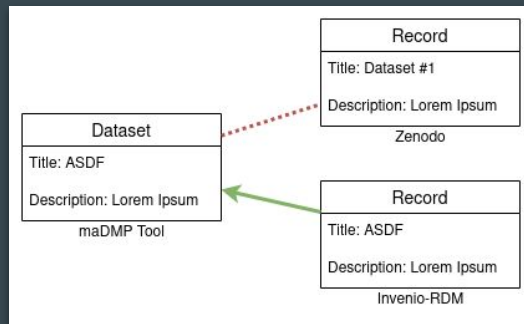 Dataset
Title: ASDF
Description: Lorem Ipsum
maDMP Tool
Record
Title: Dataset #1
Description: Lorem Ipsum
Zenodo
Record
Title: ASDF
Description: Lorem Ipsum
Invenio-RDM